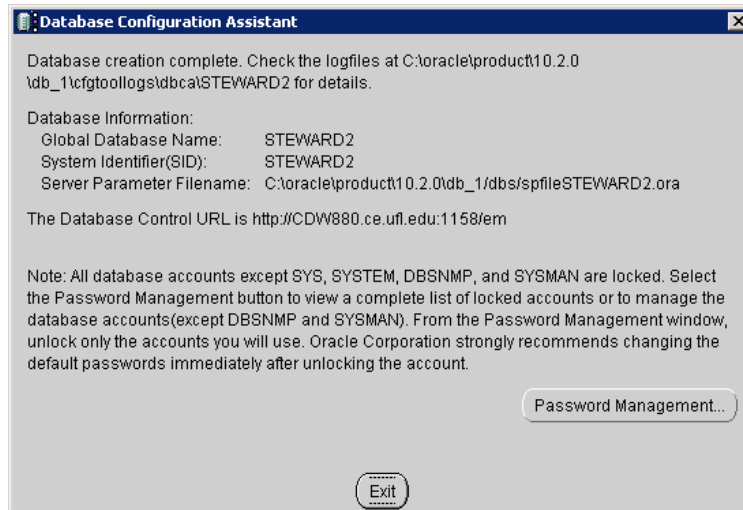 Database Configuration Assistant
Database creation complete. Check the logfiles at C:\oracle\product\10.2.0
\db_1\cfgtoollogs\dbca\STEWARD2 for details.
Database Information:
Global Database Name: STEWARD2
System Identifier(SID): STEWARD2
Server Parameter Filename: C:\oracle\product\10.2.0\db_1/dbs/spfileSTEWARD2.ora
The Database Control URL is http://CDW880.ce.ufl.edu:1158/em
Note: All database accounts except SYS, SYSTEM, DBSNMP, and SYSMAN are locked. Select
the Password Management button to view a complete list of locked accounts or to manage the
database accounts(except DBSNMP and SYSMAN). From the Password Management window,
unlock only the accounts you will use. Oracle Corporation strongly recommends changing the
default passwords immediately after unlocking the account.
Password Management...
Exit